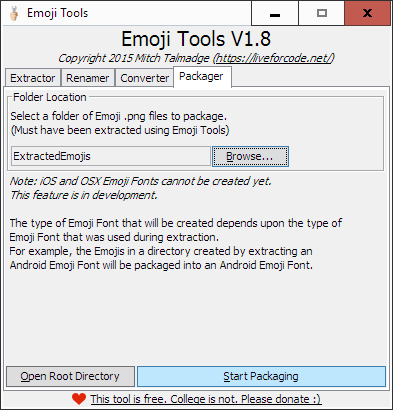 Emoji Tools
Emoji Tools V1.8
Copyright 2015 Mitch Talmadge (https://liveforcode.net/)
Extractor Renamer Converter Packager
Folder Location
Select a folder of Emoji .png files to package.
(Must have been extracted using Emoji Tools)
ExtractedEmojis Browse...
Note: iOS and OSX Emoji Fonts cannot be created yet.
This feature is in development.
The type of Emoji Font that will be created depends upon the type of
Emoji Font that was used during extraction.
For example, the Emojis in a directory created by extracting an
Android Emoji Font will be packaged into an Android Emoji Font.
Open Root Directory Start Packaging
This tool is free. College is not. Please donate :)